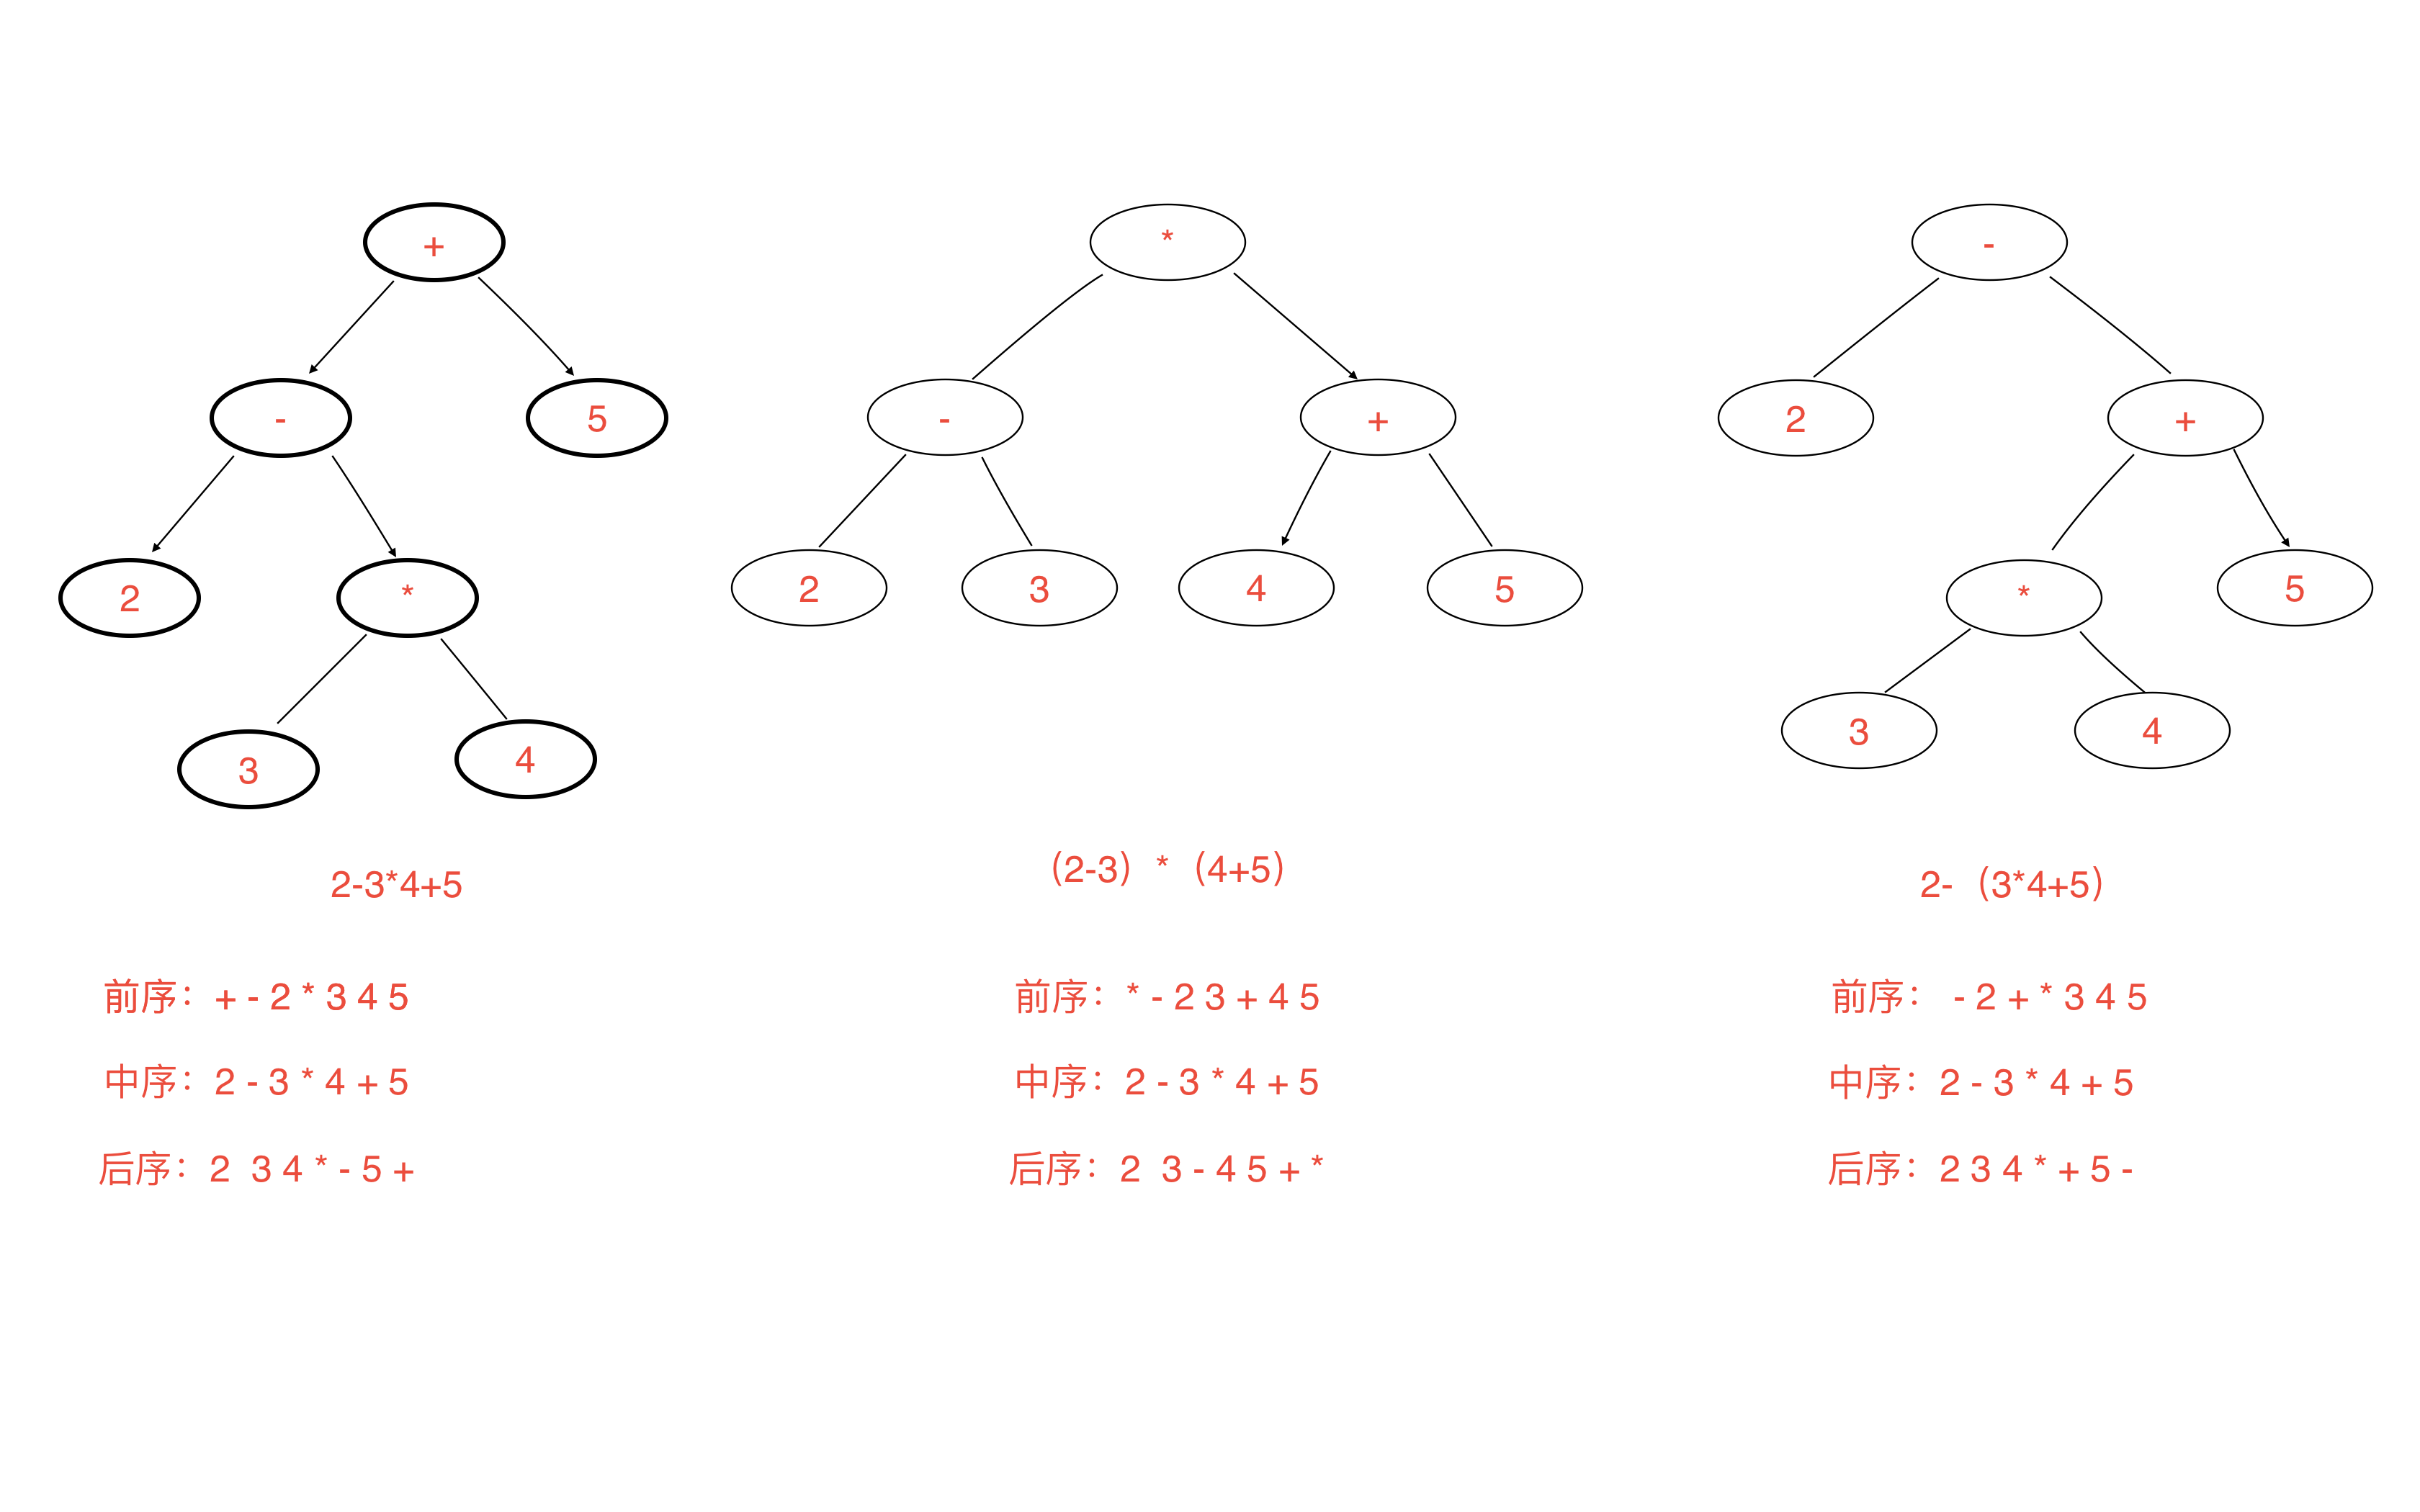 +
*
-
-
5
-
+
2
+
2
*
2
3
4
5
*
5
3
4
3
4
2-3*4+5
（2-3）*（4+5）
2-（3*4+5）
前序：+ - 2 * 3 4 5
前序：* - 2 3 + 4 5
前序： - 2 + * 3 4 5
中序：2 - 3 * 4 + 5
中序：2 - 3 * 4 + 5
中序：2 - 3 * 4 + 5
后序：2 3 4 * - 5 +
后序：2 3 - 4 5 + *
后序：2 3 4 * + 5 -